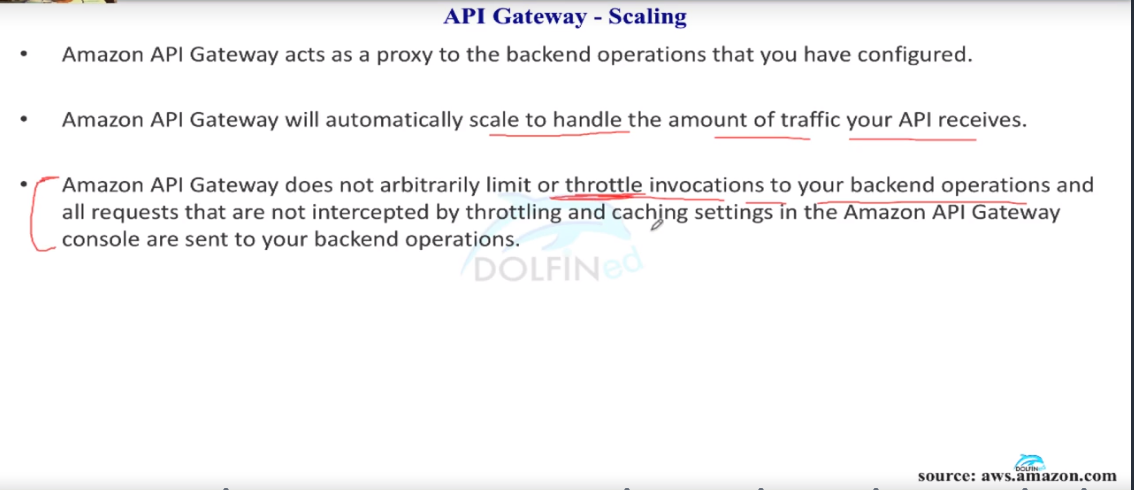 API Gateway - Scaling
• Amazon API Gateway acts as a proxy to the backend operations that you have configured.
• Amazon API Gateway will automatically scale to handle the amount of traffic your API receives.
• Amazon API Gateway does not arbitrarily limit or throttle invocations to your backend operations and
all requests that are not intercepted by throttling and caching settings in the Amazon API Gateway
console are sent to your backend operations.
DOLFINed
DOLFINed
source: aws.amazon.com